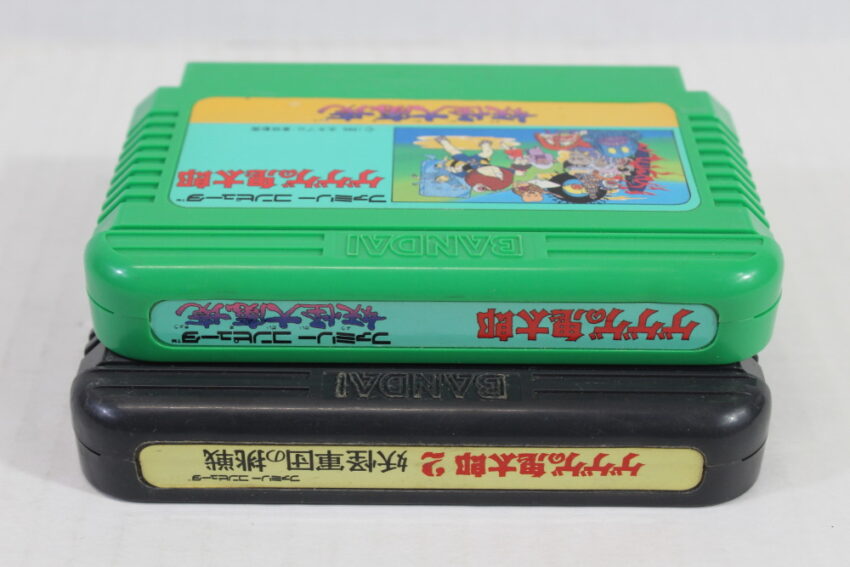 ファミリー コンピュータ
ゲゲゲの鬼太郎
妖怪大魔境
BANDAI
ゲゲゲの鬼太郎
ファミリー コンピュータ
妖怪大魔境
BANDAI
ゲゲゲの鬼太郎2
妖怪軍団の挑戦
ファミリー コンピュータ